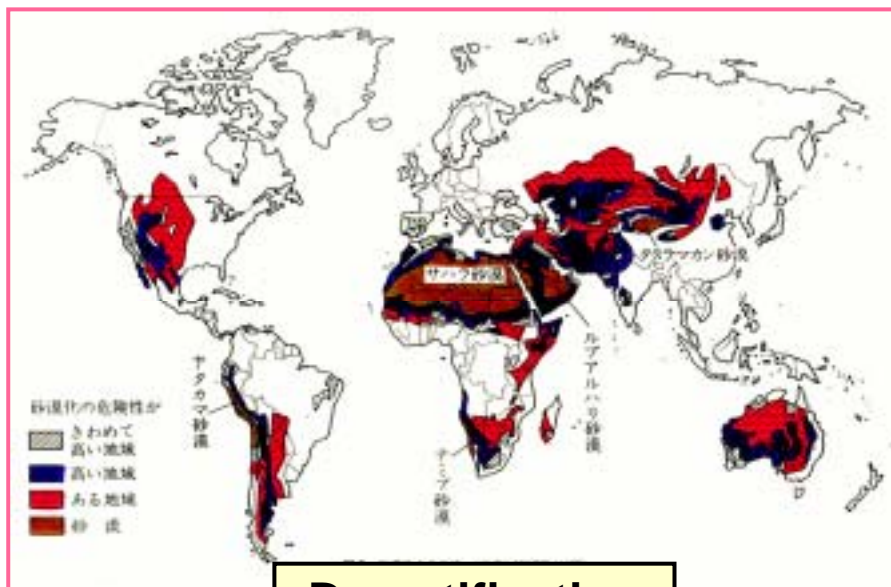 サハラ砂漠
タクラマカン砂漠
ルブアルハリ砂漠
アタカマ砂漠
ナミブ砂漠
砂漠化の危険性が
きわめて
高い地域
高い地域
ある地域
砂漠
Desertification